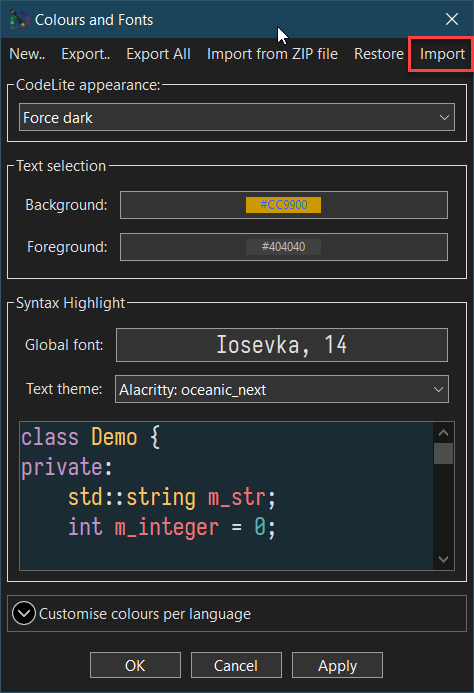 Colours and Fonts
New.. Export.. Export All Import from ZIP file Restore Import
CodeLite appearance:
Force dark
Text selection
Background: #CC9900
Foreground: #404040
Syntax Highlight
Global font: Iosevka, 14
Text theme: Alacritty: oceanic_next
class Demo {
private:
    std::string m_str;
    int m_integer = 0;
Customise colours per language
OK Cancel Apply